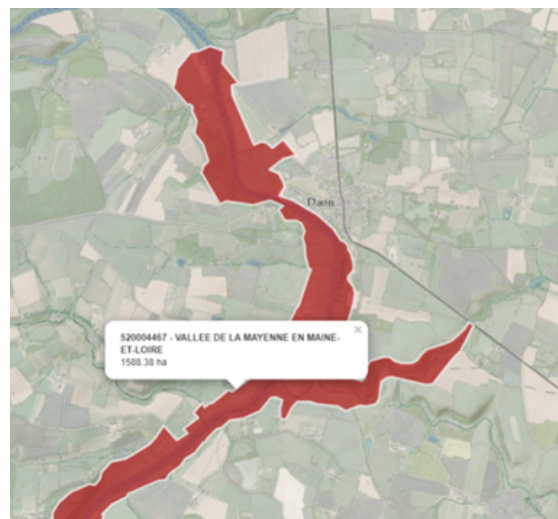 Daon
520004467 - VALLEE DE LA MAYENNE EN MAINE-
ET-LOIRE
1588.38 ha